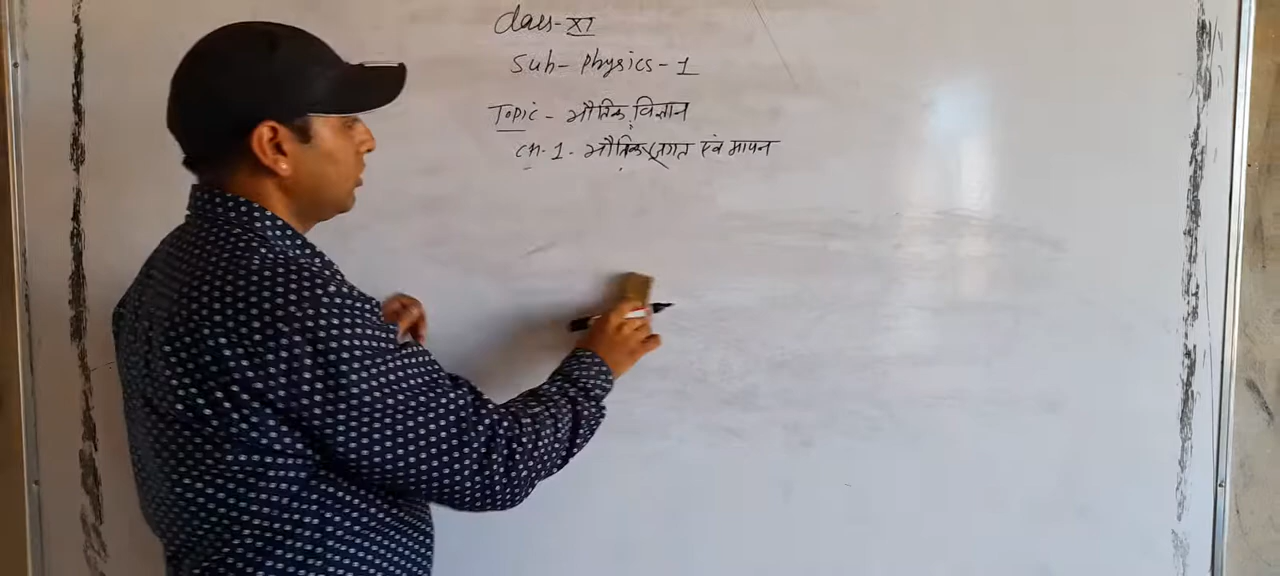 Class - XI
Sub - Physics - 1
Topic - भौतिक विज्ञान
CH. 1 - भौतिक जगत एवं मापन